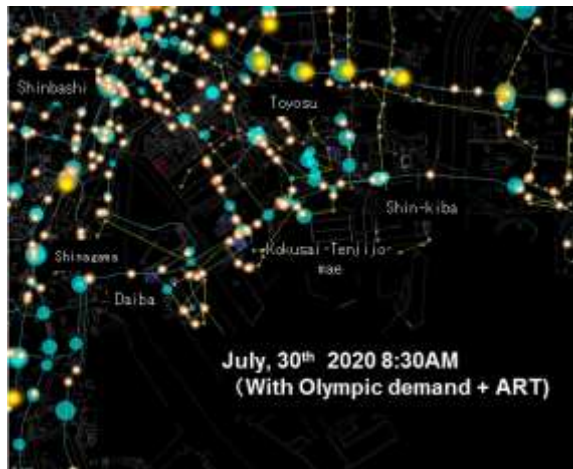 Shinbashi
Toyosu
Shin-kiba
Shinagawa
Kokusai-Tenjijo-
mae
Daiba
July, 30th 2020 8:30AM
(With Olympic demand + ART)